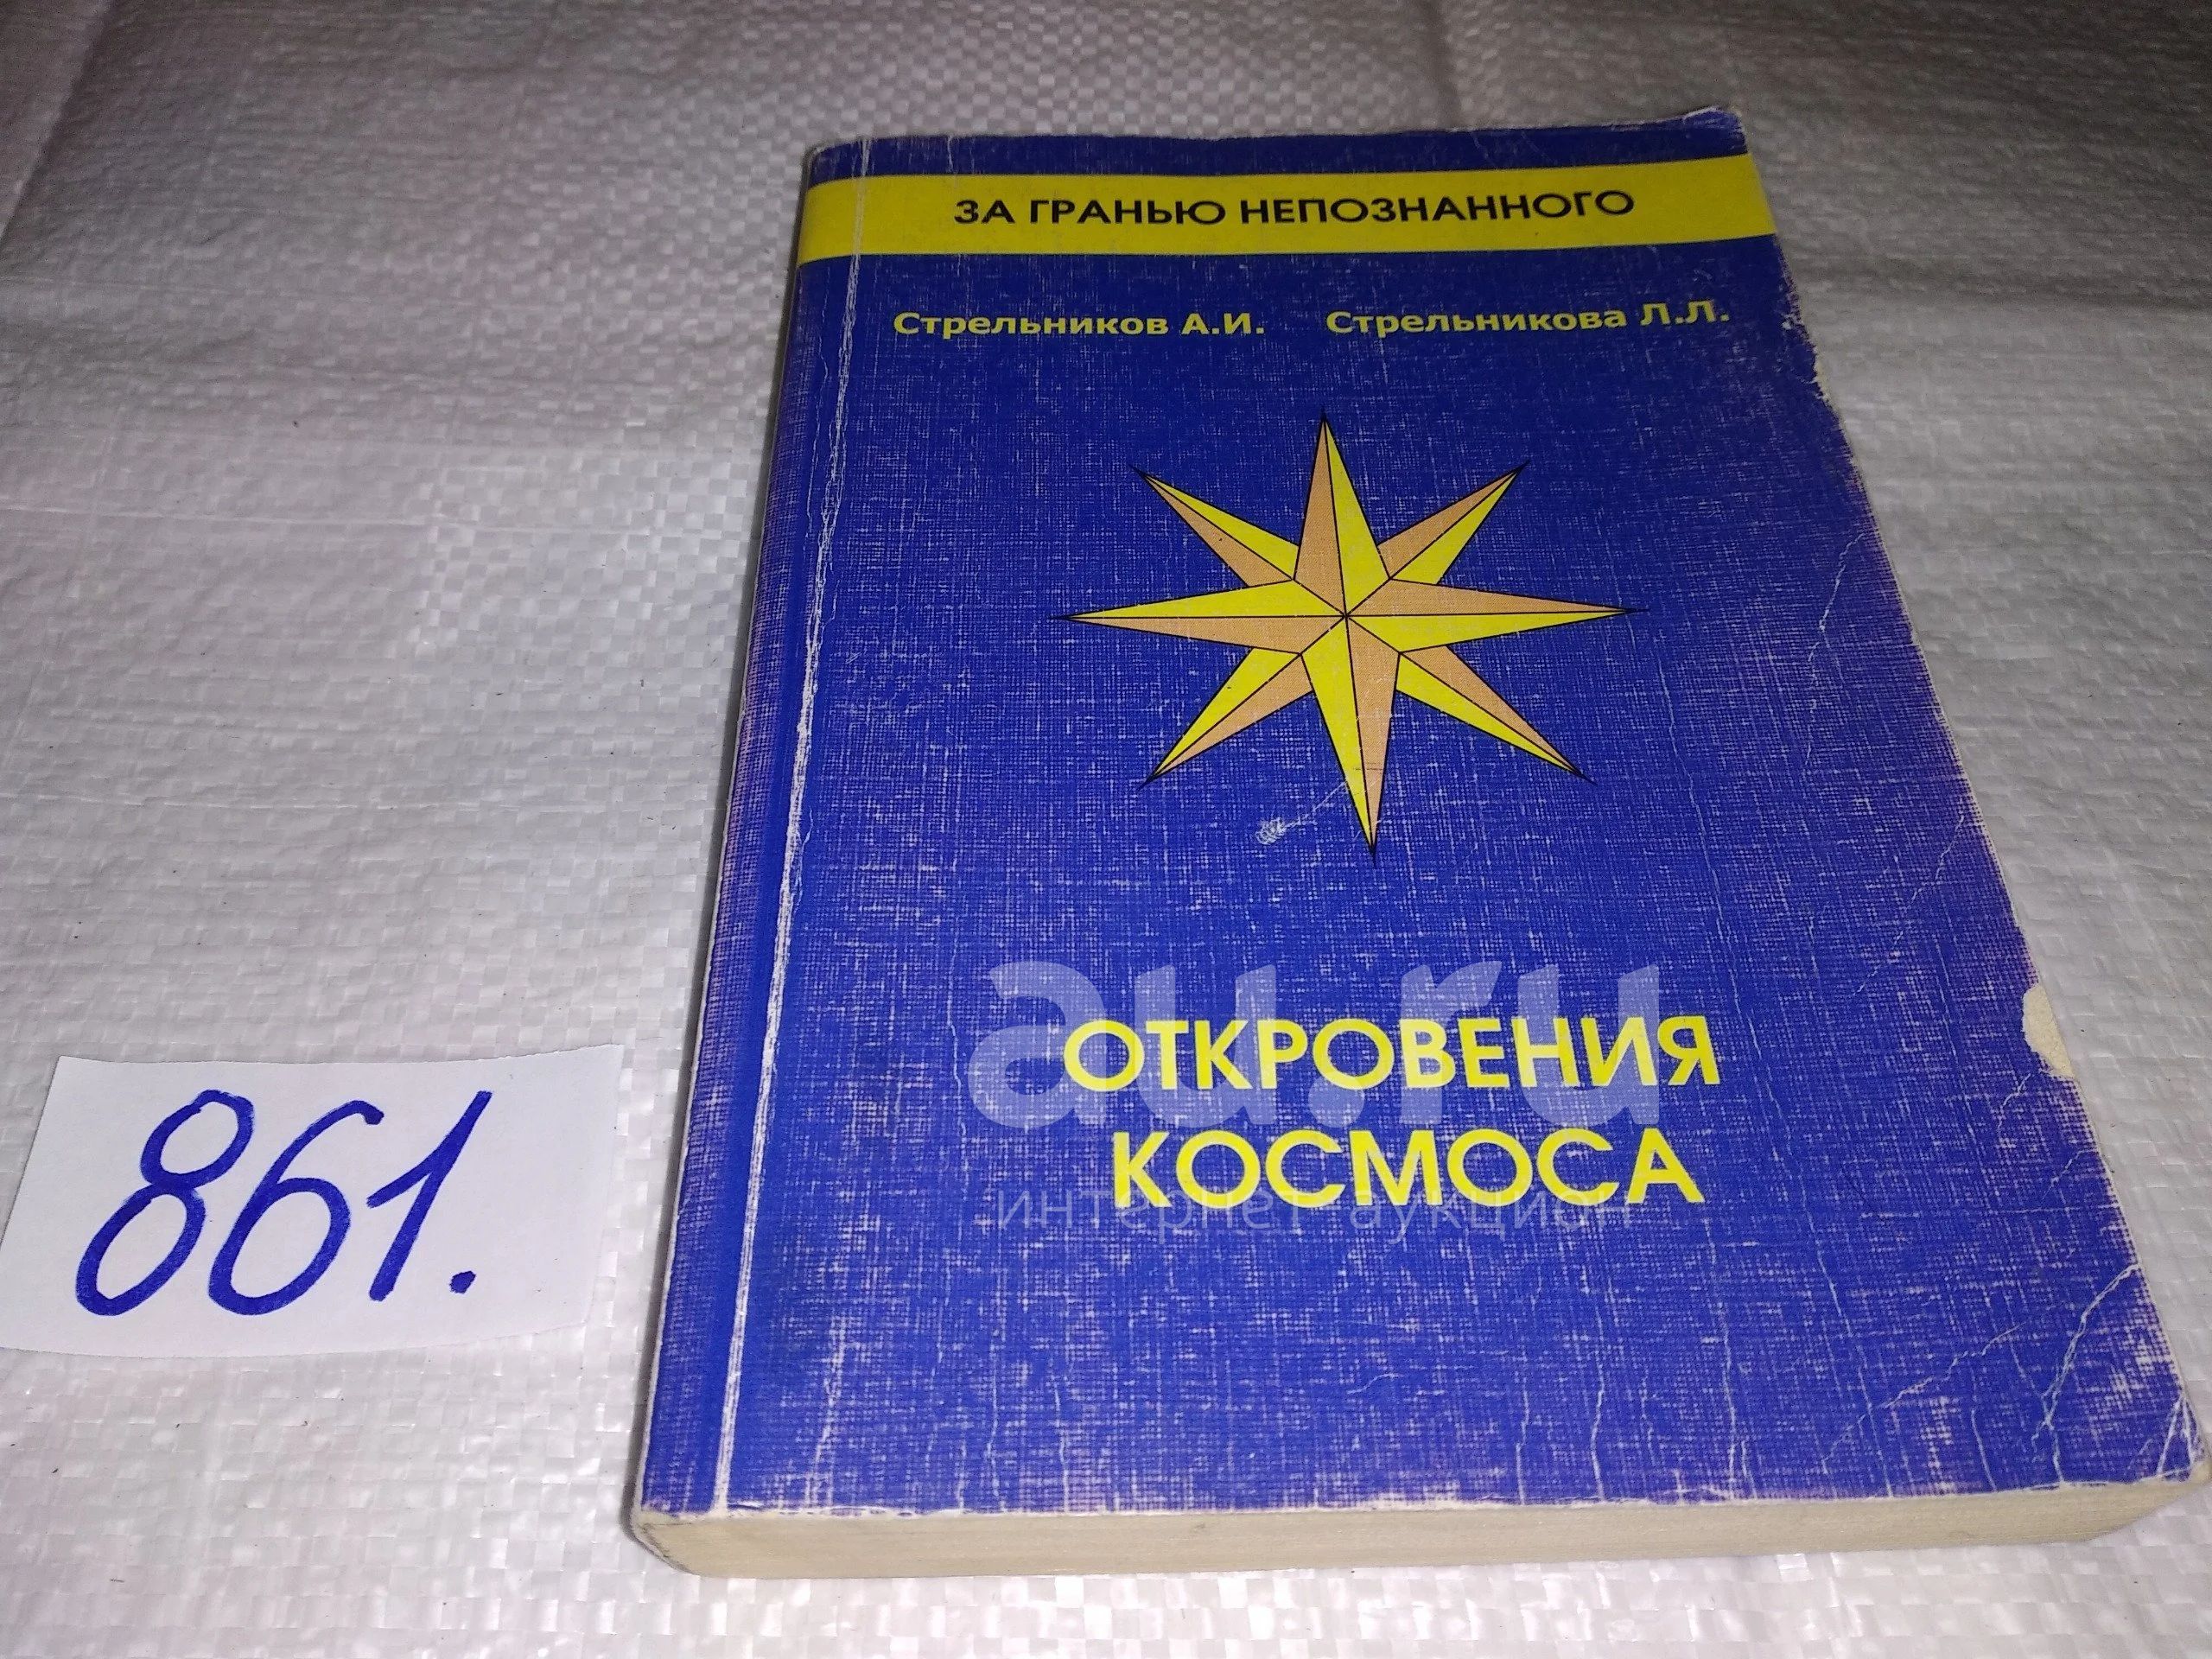 ЗА ГРАНЬЮ НЕПОЗНАННОГО
Стрельников А.И. Стрельникова Л.Л.
au.ru
ОТКРОВЕНИЯ
КОСМОСА
интернет-аукцион
861.